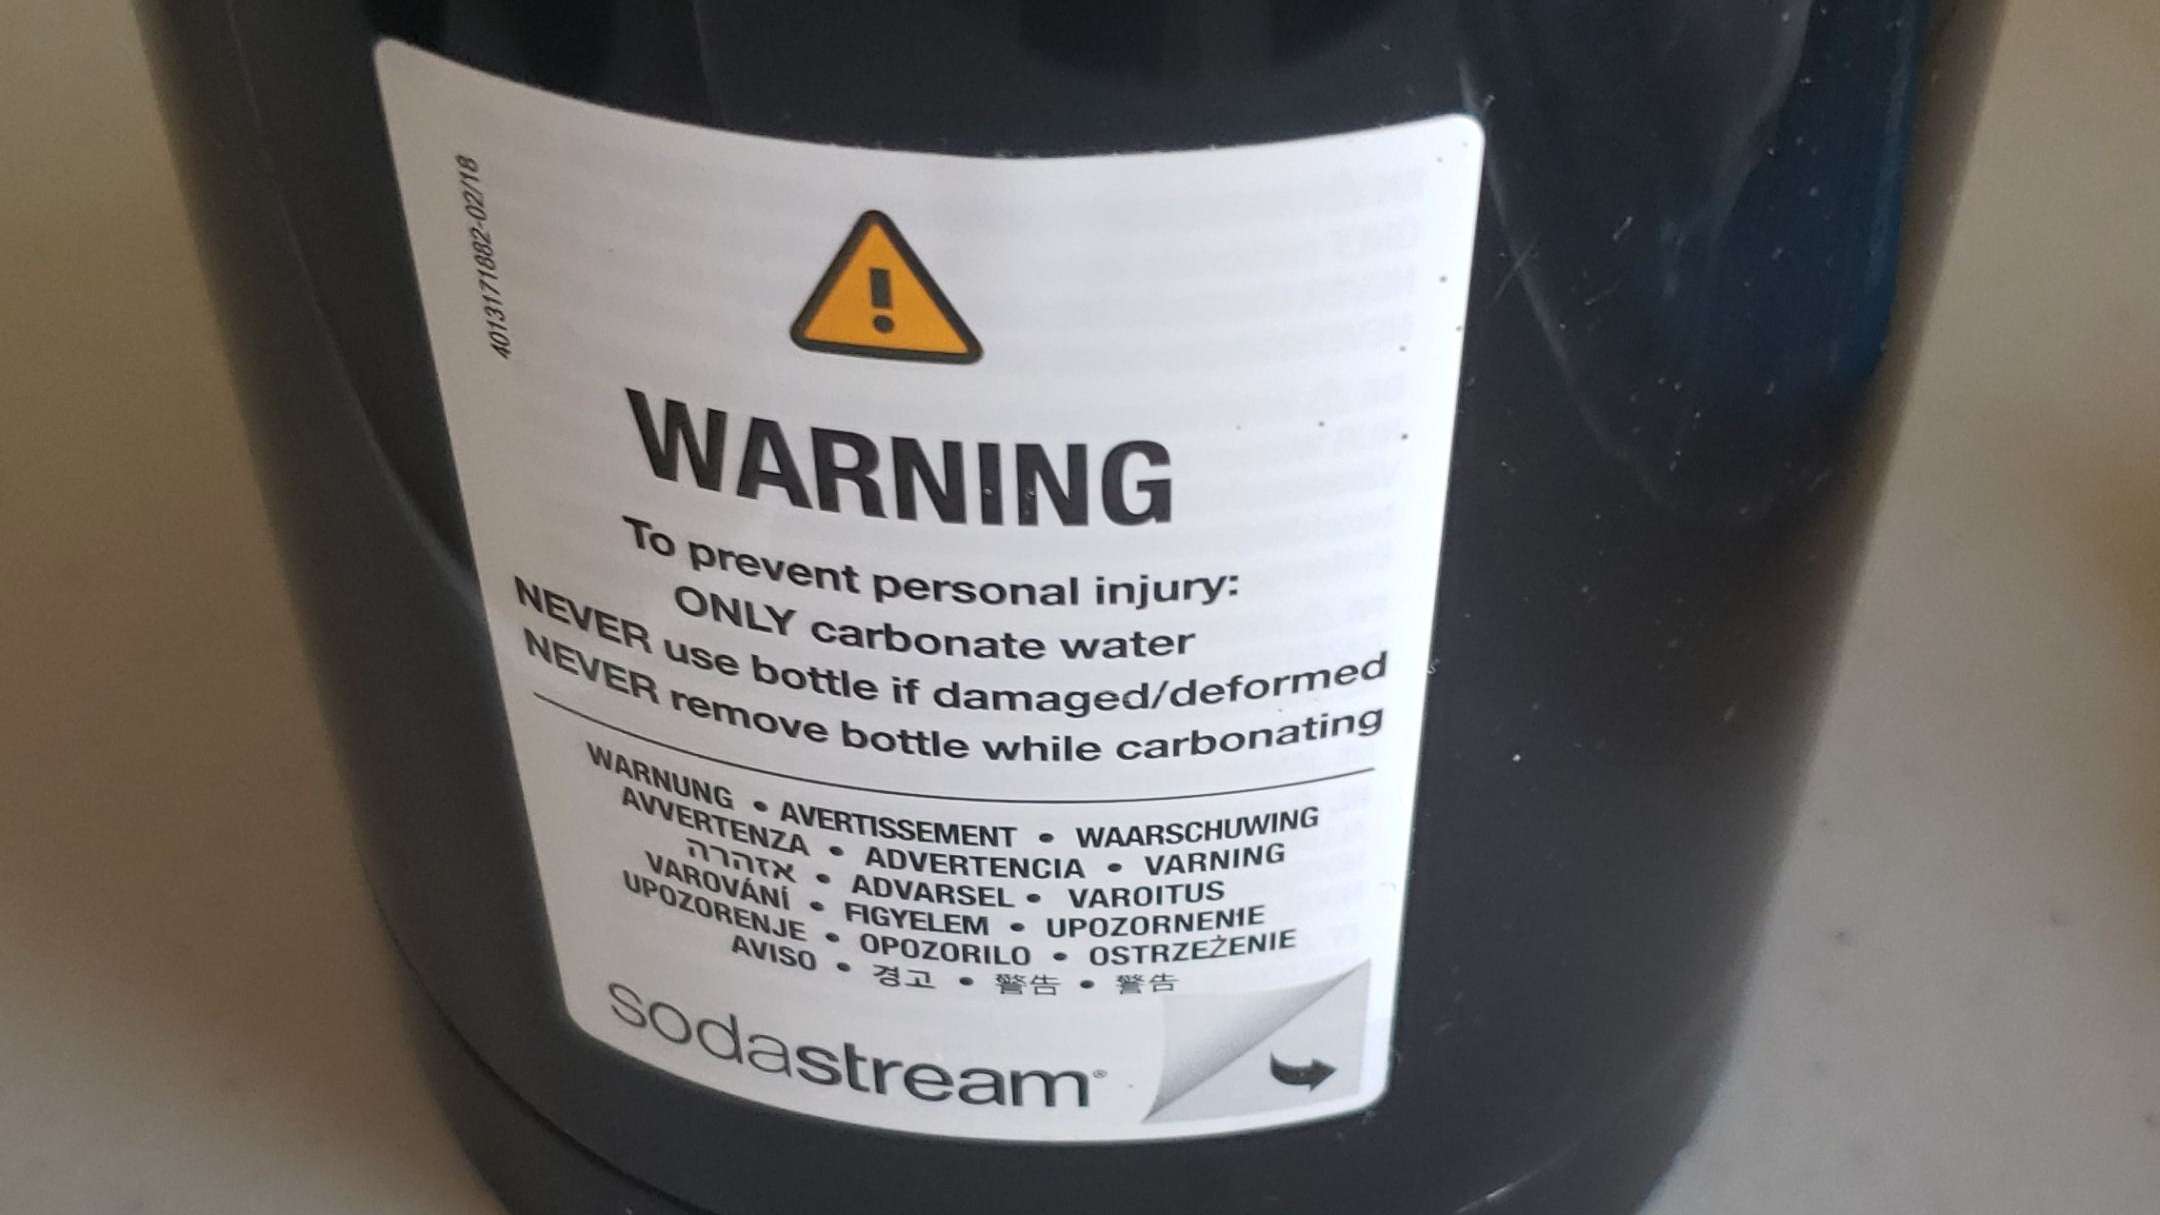 4013171882-02/18
WARNING
To prevent personal injury:
ONLY carbonate water
NEVER use bottle if damaged/deformed
NEVER remove bottle while carbonating
WARNUNG • AVERTISSEMENT • WAARSCHUWING
AVVERTENZA • ADVERTENCIA • VARNING
אזהרה • ADVARSEL • VAROITUS
VAROVÁNÍ • FIGYELEM • UPOZORNENIE
UPOZORENJE • OPOZORILO • OSTRZEŻENIE
AVISO • 경고 • 警告 • 警告
sodastream®